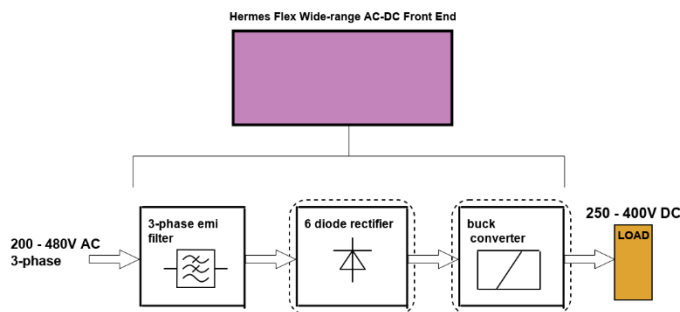 Hermes Flex Wide-range AC-DC Front End
200 - 480V AC
3-phase
3-phase emi
filter
6 diode rectifier
buck
converter
250 - 400V DC
LOAD